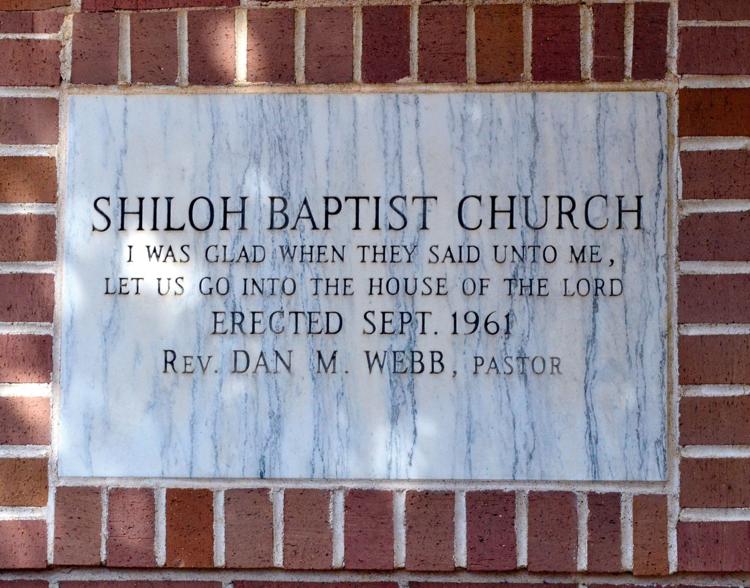 SHILOH BAPTIST CHURCH
I WAS GLAD WHEN THEY SAID UNTO ME,
LET US GO INTO THE HOUSE OF THE LORD
ERECTED SEPT. 1961
REV. DAN M. WEBB, PASTOR